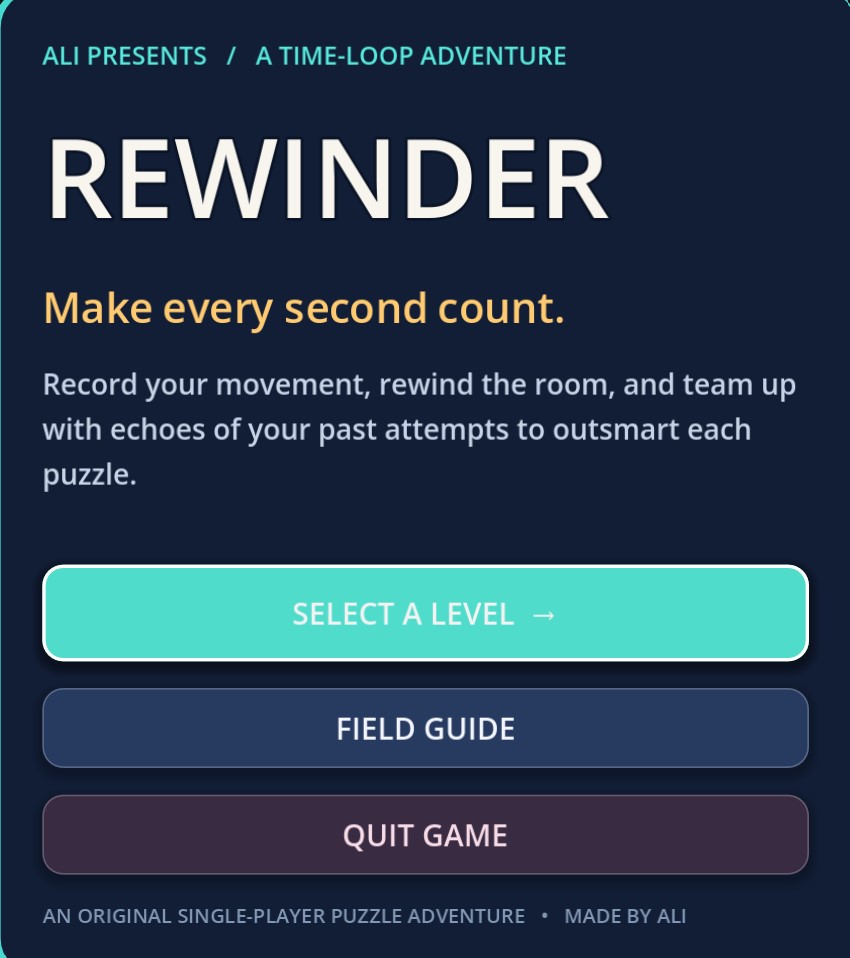 ALI PRESENTS / A TIME-LOOP ADVENTURE
REWINDER
Make every second count.
Record your movement, rewind the room, and team up
with echoes of your past attempts to outsmart each
puzzle.
SELECT A LEVEL →
FIELD GUIDE
QUIT GAME
AN ORIGINAL SINGLE-PLAYER PUZZLE ADVENTURE • MADE BY ALI